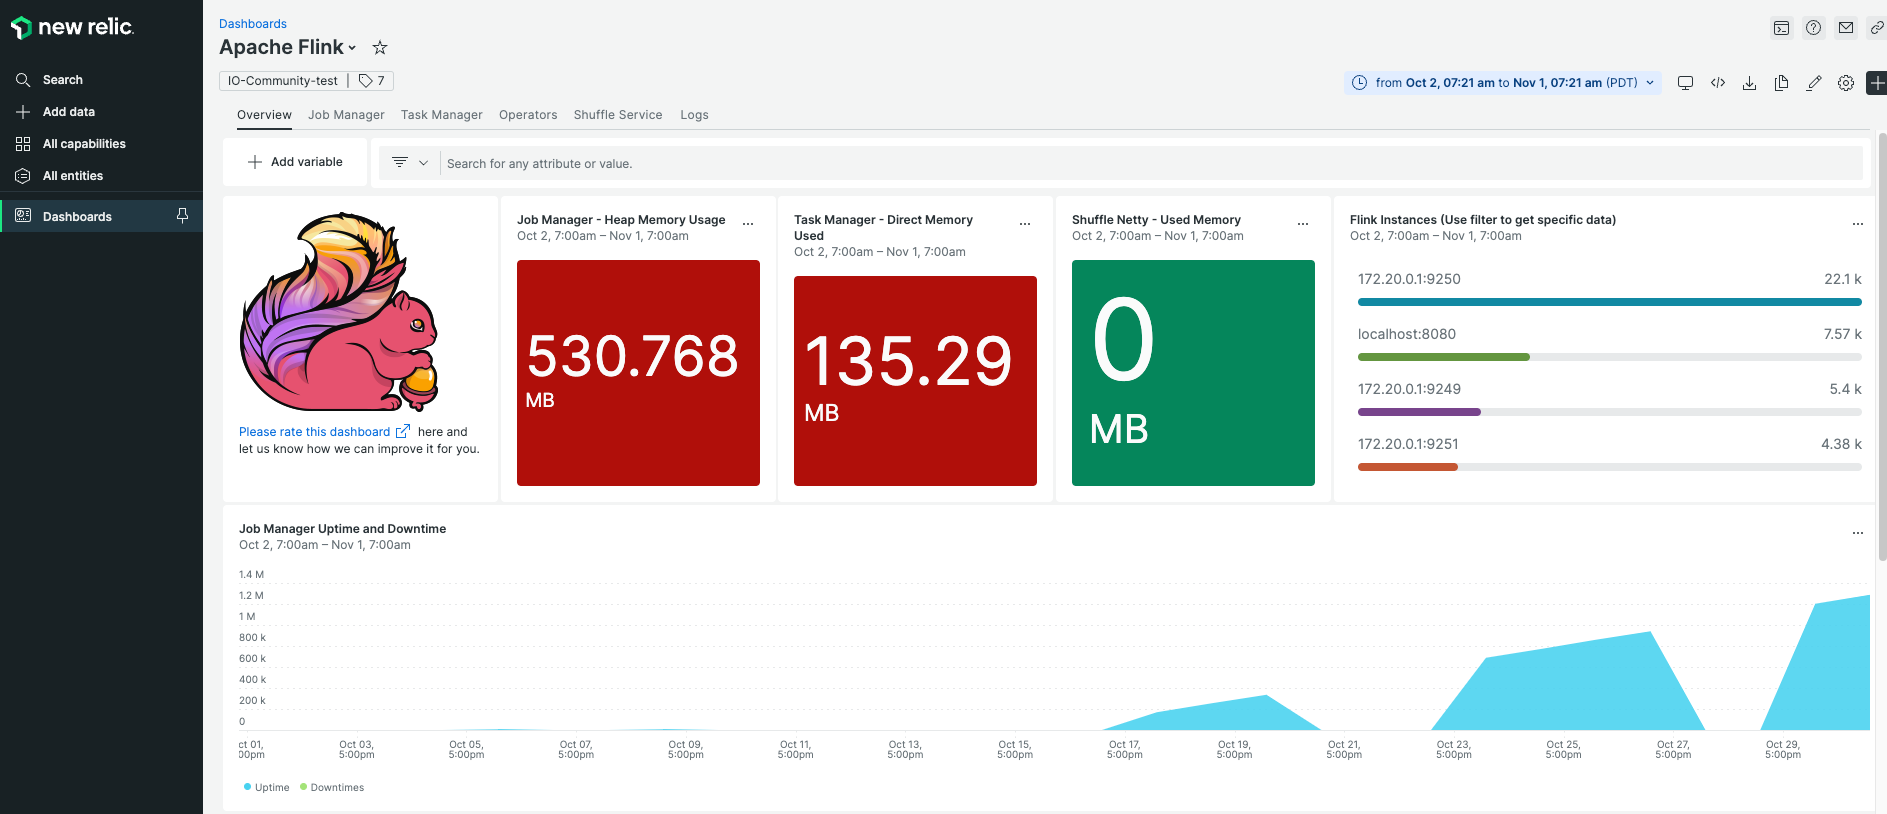 new relic.
Search
Add data
All capabilities
All entities
Dashboards
Dashboards
Apache Flink
IO-Community-test | 7
from Oct 2, 07:21 am to Nov 1, 07:21 am (PDT)
Overview Job Manager Task Manager Operators Shuffle Service Logs
Add variable
Search for any attribute or value.
Please rate this dashboard here and
let us know how we can improve it for you.
Job Manager - Heap Memory Usage
Oct 2, 7:00am – Nov 1, 7:00am
530.768
MB
Task Manager - Direct Memory
Used
Oct 2, 7:00am – Nov 1, 7:00am
135.29
MB
Shuffle Netty - Used Memory
Oct 2, 7:00am – Nov 1, 7:00am
0
MB
Flink Instances (Use filter to get specific data)
Oct 2, 7:00am – Nov 1, 7:00am
172.20.0.1:9250 22.1 k
localhost:8080 7.57 k
172.20.0.1:9249 5.4 k
172.20.0.1:9251 4.38 k
Job Manager Uptime and Downtime
Oct 2, 7:00am – Nov 1, 7:00am
1.4 M
1.2 M
1 M
800 k
600 k
400 k
200 k
0
ct 01, Oct 03, Oct 05, Oct 07, Oct 09, Oct 11, Oct 13, Oct 15, Oct 17, Oct 19, Oct 21, Oct 23, Oct 25, Oct 27, Oct 29,
:00pm 5:00pm 5:00pm 5:00pm 5:00pm 5:00pm 5:00pm 5:00pm 5:00pm 5:00pm 5:00pm 5:00pm 5:00pm 5:00pm 5:00pm
Uptime Downtimes